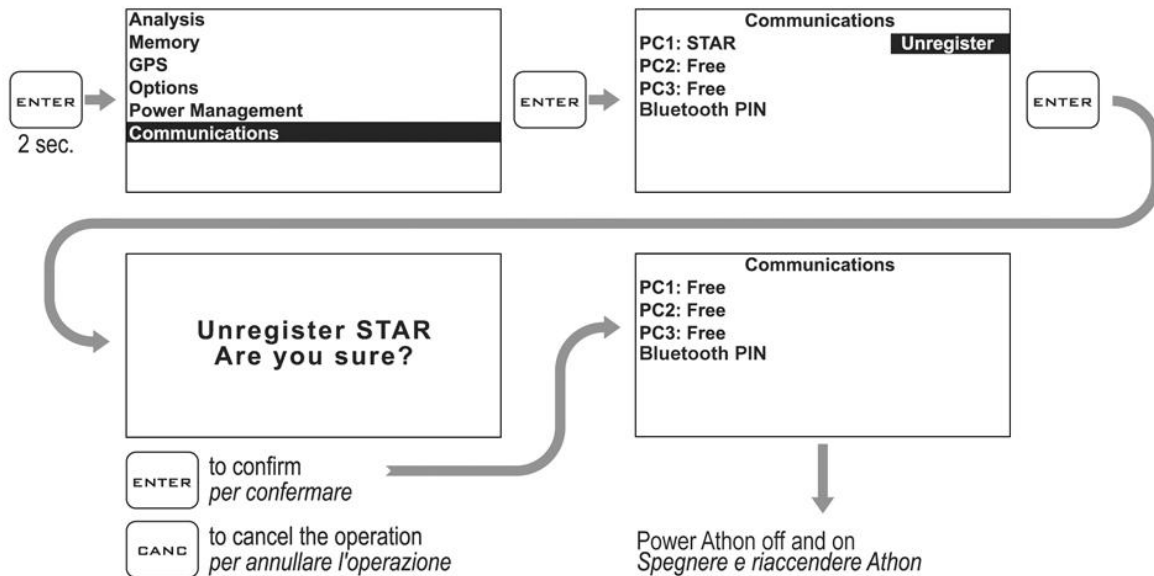 ENTER
2 sec.
Analysis
Memory
GPS
Options
Power Management
Communications
ENTER
Communications
PC1: STAR Unregister
PC2: Free
PC3: Free
Bluetooth PIN
ENTER
Unregister STAR
Are you sure?
ENTER
to confirm
per confermare
CANC
to cancel the operation
per annullare l'operazione
Communications
PC1: Free
PC2: Free
PC3: Free
Bluetooth PIN
Power Athon off and on
Spegnere e riaccendere Athon